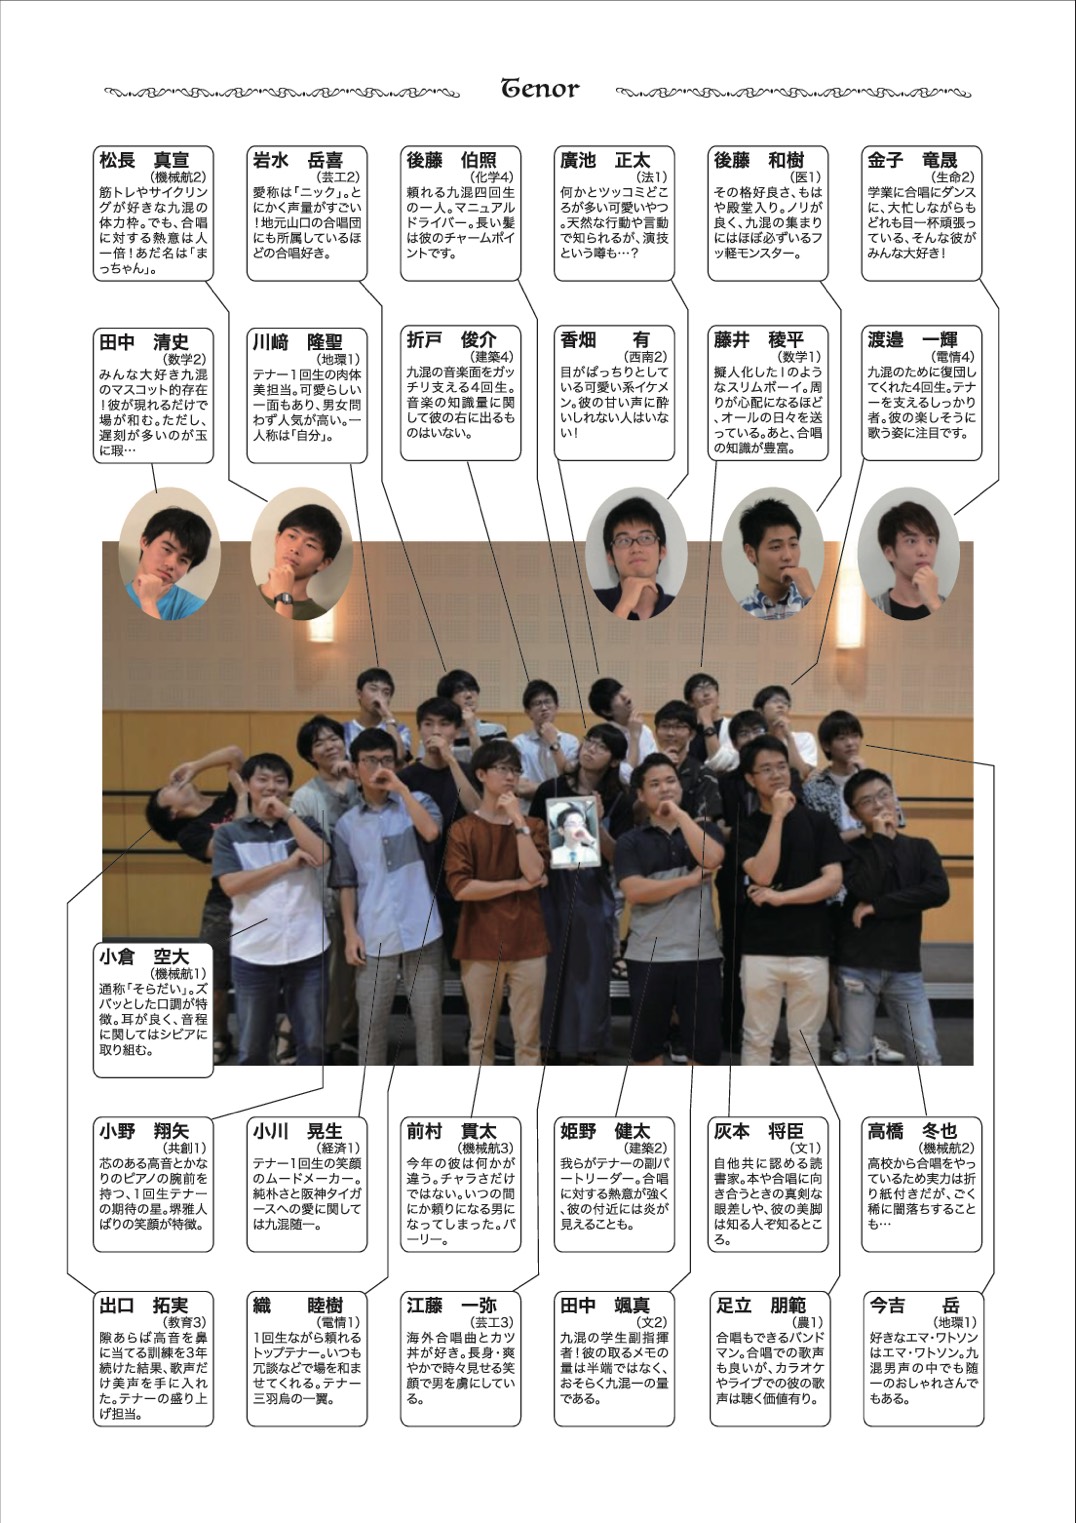 Tenor
松長　真宣
(機械航2)
筋トレやサイクリン
グが好きな九混の
体力枠。でも、合唱
に対する熱意は人
一倍！あだ名は「ま
っちゃん」。
岩水　岳喜
(芸工2)
愛称は「ニック」。と
にかく声量がすごい
！地元山口の合唱団
にも所属しているほ
どの合唱好き。
後藤　伯照
(化学4)
頼れる九混四回生
の一人。マニュアル
ドライバー。長い髪
は彼のチャームポイ
ントです。
廣池　正太
(法1)
何かとツッコミどこ
ろが多い可愛いやつ
。天然な行動や言動
で知られるが、演技
という噂も…？
後藤　和樹
(医1)
その格好良さ、もは
や殿堂入り。ノリが
良く、九混の集まり
にはほぼ必ずいるフ
ッ軽モンスター。
金子　竜晟
(生命2)
学業に合唱にダンス
に、大忙しながらも
どれも目一杯頑張っ
ている、そんな彼が
みんな大好き！
田中　清史
(数学2)
みんな大好き九混
のマスコット的存在
！彼が現れるだけで
場が和む。ただし、
遅刻が多いのが玉
に瑕…
川﨑　隆聖
(地環1)
テナー1回生の肉体
美担当。可愛らしい
一面もあり、男女問
わず人気が高い。一
人称は「自分」。
折戸　俊介
(建築4)
九混の音楽面をガッ
チリ支える4回生。
音楽の知識量に関
して彼の右に出るも
のはいない。
香畑　有
(西南2)
目がぱっちりとし
ている可愛い系イケメ
ン。彼の甘い声に酔
いしれない人はいな
い！
藤井　稜平
(数学1)
擬人化したIのよう
なスリムボーイ。周
りが心配になるほど
、オールの日々を送
っている。あと、合唱
の知識が豊富。
渡邉　一輝
(電情4)
九混のために復団し
てくれた4回生。テナ
ーを支えるしっかり
者。彼の楽しそうに
歌う姿に注目です。
小倉　空大
(機械航1)
通称「そらだい」。ズ
バッとした口調が特
徴。耳が良く、音程
に関してはシビアに
取り組む。
小野　翔矢
(共創1)
芯のある高音とかな
りのピアノの腕前を
持つ、1回生テナー
の期待の星。堺雅人
ばりの笑顔が特徴。
小川　晃生
(経済1)
テナー1回生の笑顔
のムードメーカー。
純朴さと阪神タイガ
ースへの愛に関して
は九混随一。
前村　貫太
(機械航3)
今年の彼は何かが
違う。チャラさだけ
ではない。いつの間
にか頼りになる男に
なってしまった。パ
ーリー。
姫野　健太
(建築2)
我らがテナーの副パ
ートリーダー。合唱
に対する熱意が強く
、彼の付近には炎が
見えることも。
灰本　将臣
(文1)
自他共に認める読
書家。本や合唱に向
き合うときの真剣な
眼差しや、彼の美脚
は知る人ぞ知るとこ
ろ。
高橋　冬也
(機械航2)
高校から合唱をやっ
ているため実力は折
り紙付きだが、ごく
稀に闇落ちすること
も…
出口　拓実
(教育3)
隙あらば高音を鼻
に当てる訓練を3年
続けた結果、歌声だ
け美声を手に入れ
た。テナーの盛り上
げ担当。
織　睦樹
(電情1)
1回生ながら頼れる
トップテナー。いつも
冗談などで場を和ま
せてくれる。テナー
三羽烏の一翼。
江藤　一弥
(芸工3)
海外合唱曲とカツ
丼が好き。長身・爽
やかで時々見せる笑
顔で男を虜にしてい
る。
田中　颯真
(文2)
九混の学生副指揮
者！彼の取るメモの
量は半端ではなく、
おそらく九混一の量
である。
足立　朋範
(農1)
合唱もできるバンド
マン。合唱での歌声
も良いが、カラオケ
やライブでの彼の歌
声は聴く価値有り。
今吉　岳
(地環1)
好きなエマ・ワトソン
はエマ・ワトソン。九
混男声の中でも随
一のおしゃれさんで
もある。